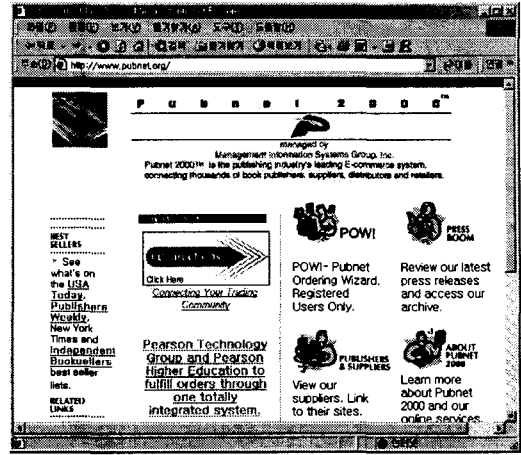 http://www.pubnet.org/
P u b n e t 2 0 0 0 ™
managed by
Management Information Systems Group, Inc.
Pubnet 2000™ is the publishing industry's leading E-commerce system,
connecting thousands of book publishers, suppliers, distributors and retailers.
BEST
SELLERS
See
what's on
the USA
Today,
Publishers
Weekly,
New York
Times and
Independent
Booksellers
best seller
lists.
RELATED
LINKS
Click Here
Connecting Your Trading
Community
Pearson Technology
Group and Pearson
Higher Education to
fulfill orders through
one totally
integrated system.
POW!
POW!- Pubnet
Ordering Wizard.
Registered
Users Only.
PUBLISHERS
& SUPPLIERS
View our
suppliers. Link
to their sites.
PRESS
ROOM
Review our latest
press releases
and access our
archive.
ABOUT
PUBNET
2000
Learn more
about Pubnet
2000 and our
online services